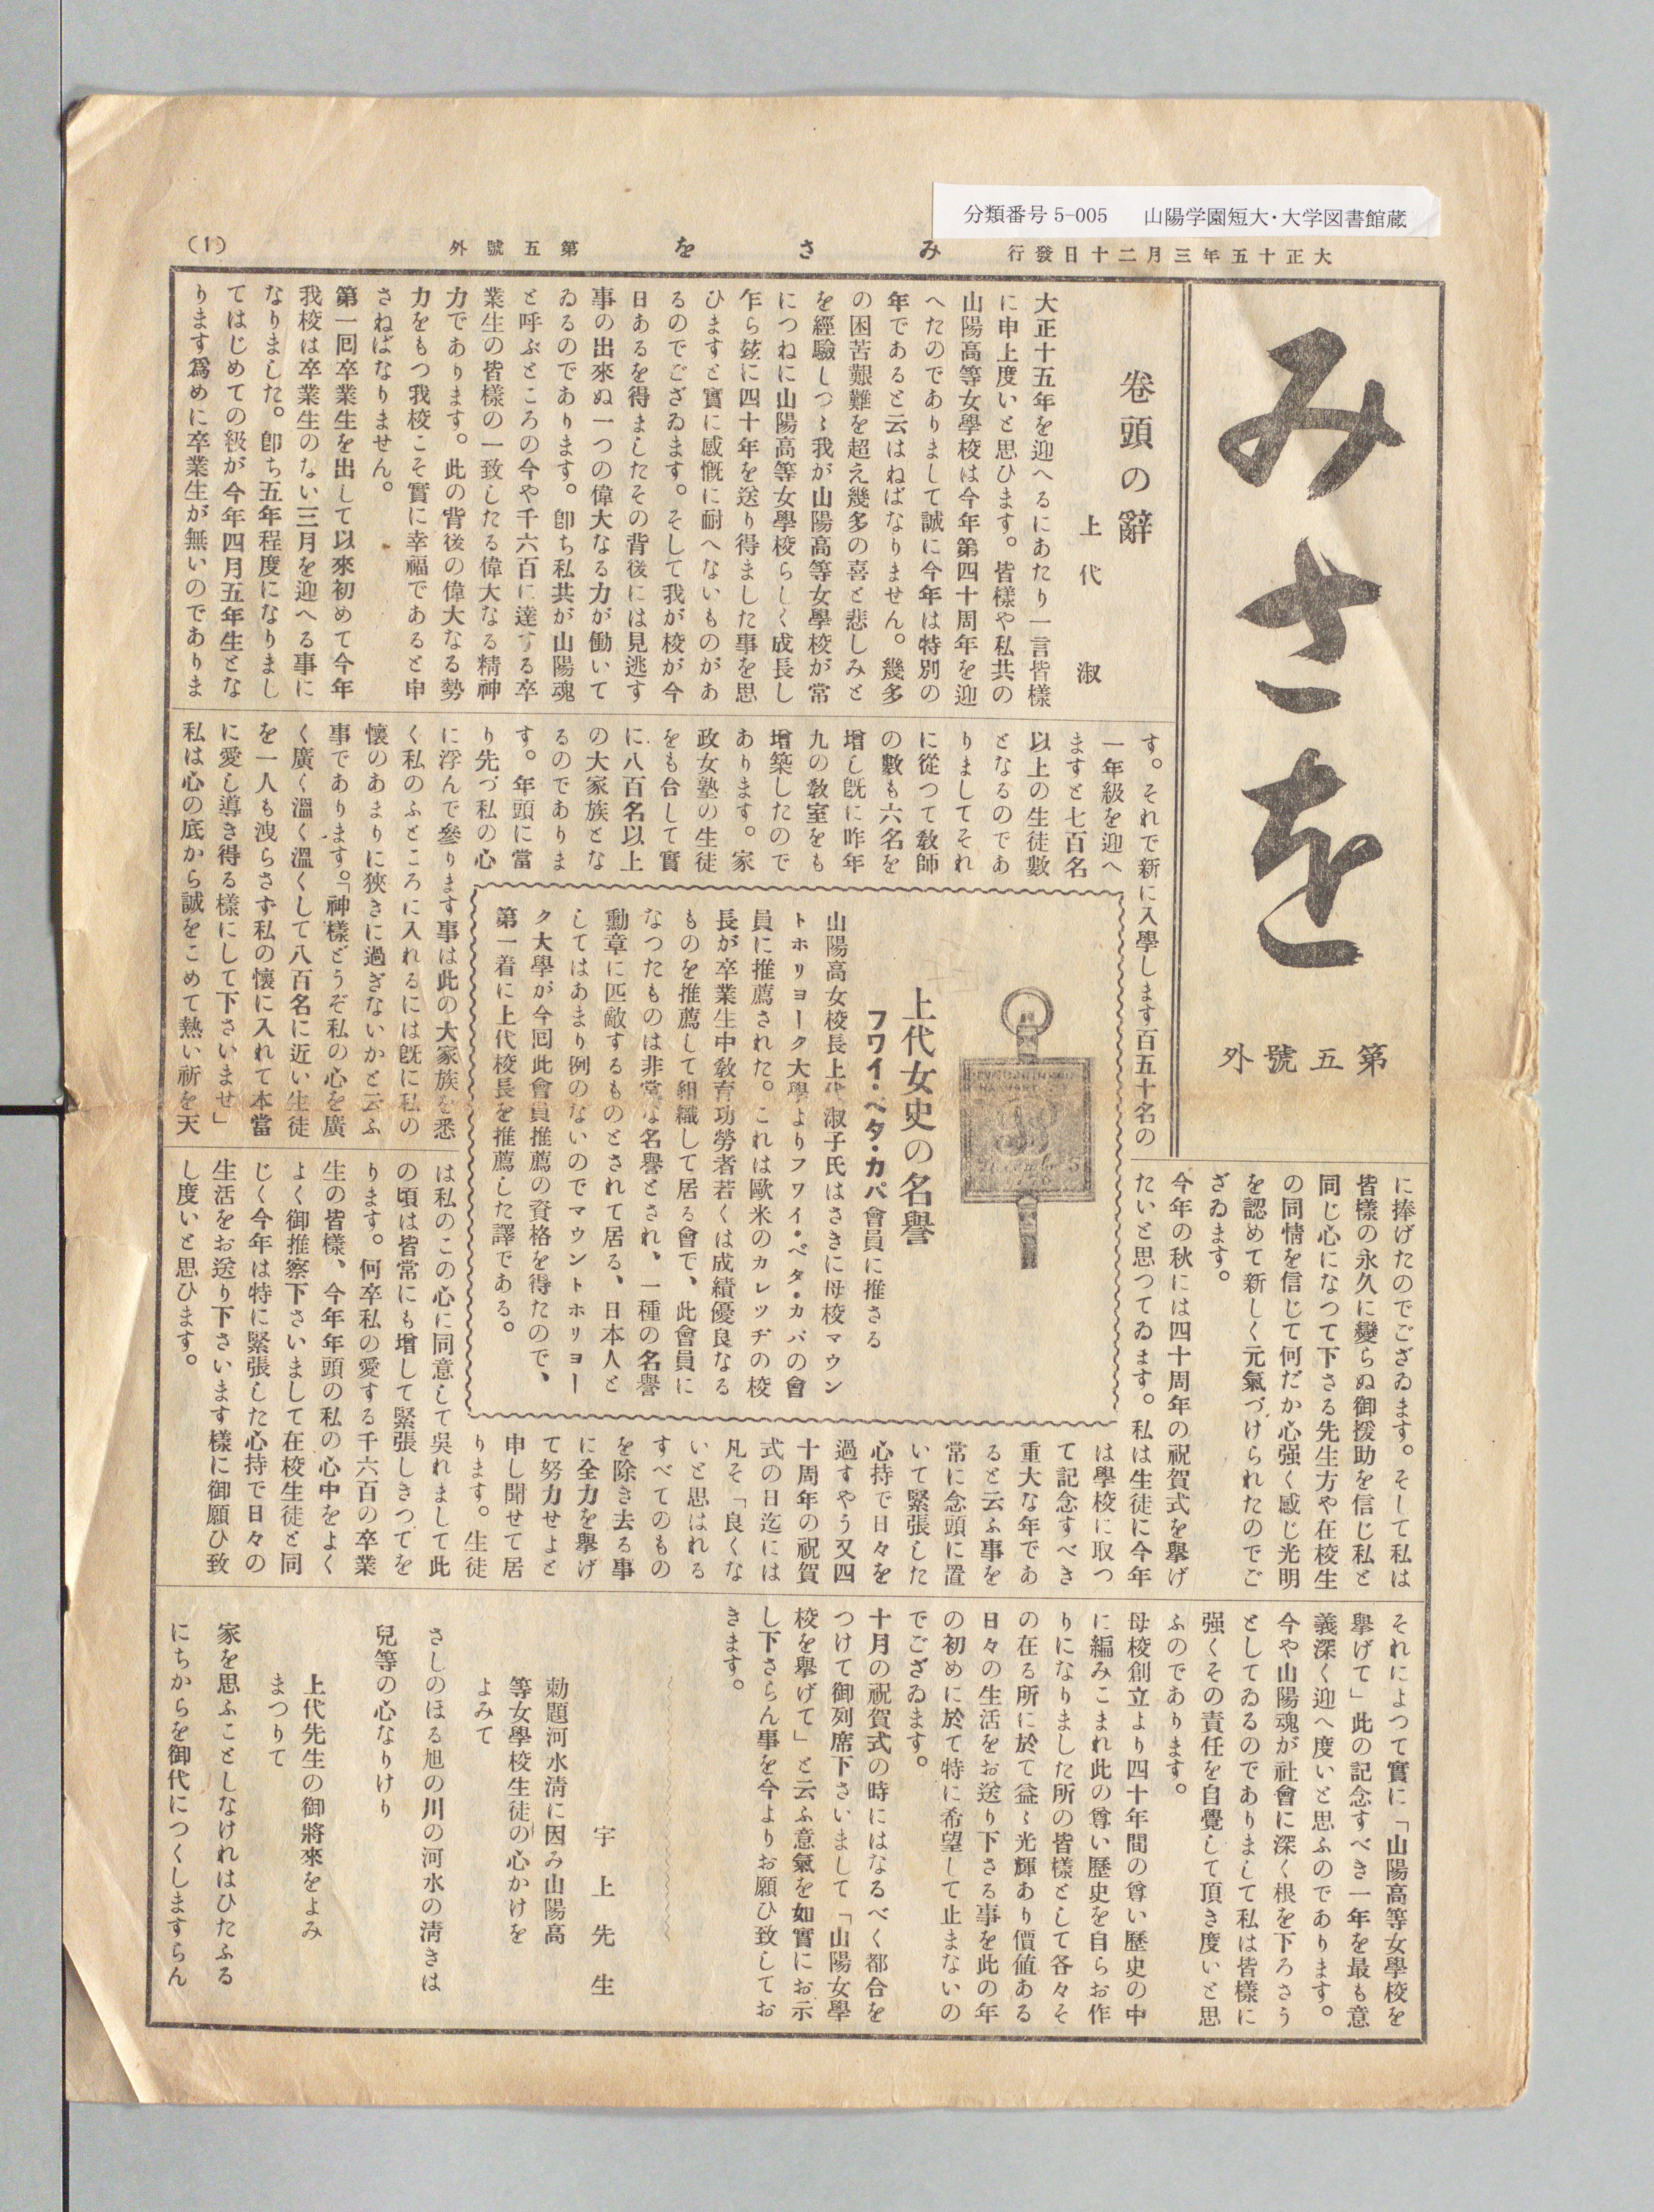 分類番号 5-005 山陽学園短大・大学図書館蔵
大正十五年三月二十日發行
みさを
第五號外
(1)
みさを
第五號外
卷頭の辭
上代淑
大正十五年を迎へるにあたり一言皆樣
に申上度いと思ひます。皆樣や私共の
山陽高等女學校は今年第四十周年を迎
へたのでありまして誠に今年は特別の
年であると云はねばなりません。幾多
の困苦艱難を超え幾多の喜と悲しみと
を經驗しつゝ我が山陽高等女學校が常
につねに山陽高等女學校らしく成長し
乍ら玆に四十年を送り得ました事を思
ひますと實に感慨に耐へないものがあ
るのでござゐます。そして我が校が今
日あるを得ましたその背後には見逃す
事の出來ぬ一つの偉大なる力が働いて
ゐるのであります。卽ち私共が山陽魂
と呼ぶところの今や千六百に達する卒
業生の皆樣の一致したる偉大なる精神
力であります。此の背後の偉大なる勢
力をもつ我校こそ實に幸福であると申
さねばなりません。
第一回卒業生を出して以來初めて今年
我校は卒業生のない三月を迎へる事に
なりました。卽ち五年程度になりまし
てはじめての級が今年四月五年生とな
ります爲めに卒業生が無いのでありま
す。それで新に入學します百五十名の
一年級を迎へ
ますと七百名
以上の生徒數
となるのであ
りましてそれ
に從つて敎師
の數も六名を
增し旣に昨年
九の敎室をも
增築したので
あります。家
政女塾の生徒
をも合して實
に八百名以上
の大家族とな
るのでありま
す。年頭に當
り先づ私の心
に浮んで參ります事は此の大家族を悉
く私のふところに入れるには旣に私の
懷のあまりに狹きに過ぎないかと云ふ
事であります。「神樣どうぞ私の心を廣
く廣く溫く溫くして八百名に近い生徒
を一人も洩らさず私の懷に入れて本當
に愛し導き得る樣にして下さいませ」
私は心の底から誠をこめて熱い祈を天
に捧げたのでござゐます。そして私は
皆樣の永久に變らぬ御援助を信じ私と
同じ心になつて下さる先生方や在校生
の同情を信じて何だか心强く感じ光明
を認めて新しく元氣づけられたのでご
ざゐます。
今年の秋には四十周年の祝賀式を擧げ
たいと思つてゐます。私は生徒に今年
は學校に取つ
て記念すべき
重大な年であ
ると云ふ事を
常に念頭に置
いて緊張した
心持で日々を
過すやう又四
十周年の祝賀
式の日迄には
凡そ「良くな
いと思はれる
すべてのもの
を除き去る事
に全力を擧げ
て努力せよと
申し聞せて居
ります。生徒
は私のこの心に同意して吳れまして此
の頃は皆常にも增して緊張しきつてを
ります。何卒私の愛する千六百の卒業
生の皆樣、今年年頭の私の心中をよく
よく御推察下さいまして在校生徒と同
じく今年は特に緊張した心持で日々の
生活をお送り下さいます樣に御願ひ致
し度いと思ひます。
上代女史の名譽
フワイ・ベタ・カパ會員に推さる
山陽高女校長上代淑子氏はさきに母校マウン
トホリヨーク大學よりフワイ・ベタ・カパの會
員に推薦された。これは歐米のカレッヂの校
長が卒業生中敎育功勞者若くは成績優良なる
ものを推薦して組織して居る會で、此會員に
なつたものは非常な名譽とされ、一種の名譽
勳章に匹敵するものとされて居る、日本人と
してはあまり例のないのでマウントホリヨー
ク大學が今回此會員推薦の資格を得たので、
第一着に上代校長を推薦した譯である。
それによつて實に「山陽高等女學校を
擧げて」此の記念すべき一年を最も意
義深く迎へ度いと思ふのであります。
今や山陽魂が社會に深く根を下ろさう
としてゐるのでありまして私は皆樣に
强くその責任を自覺して頂き度いと思
ふのであります。
母校創立より四十年間の尊い歷史の中
に編みこまれ此の尊い歷史を自らお作
りになりました所の皆樣として各々そ
の在る所に於て益ゝ光輝あり價値ある
日々の生活をお送り下さる事を此の年
の初めに於て特に希望して止まないの
でござゐます。
十月の祝賀式の時にはなるべく都合を
つけて御列席下さいまして「山陽女學
校を擧げて」と云ふ意氣を如實にお示
し下さらん事を今よりお願ひ致してお
きます。
宇上先生
勅題河水淸に因み山陽高
等女學校生徒の心かけを
よみて
さしのほる旭の川の河水の淸きは
兒等の心なりけり
上代先生の御將來をよみ
まつりて
家を思ふことしなけれはひたふる
にちからを御代につくしますらん